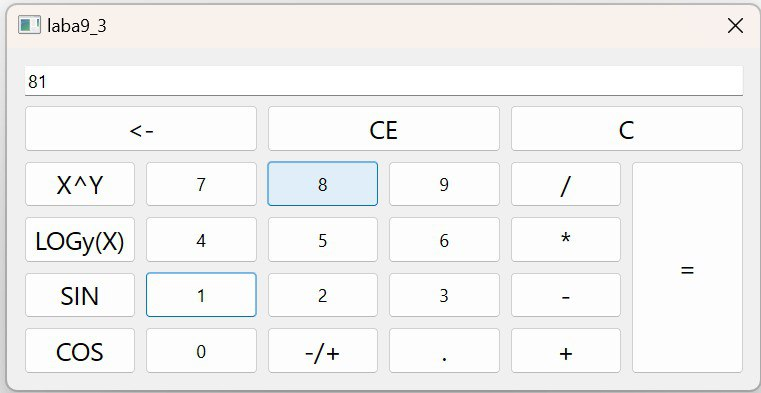 laba9_3
81
<- CE C
X^Y 7 8 9 /
LOGy(X) 4 5 6 *
=
SIN 1 2 3 -
COS 0 -/+ . +